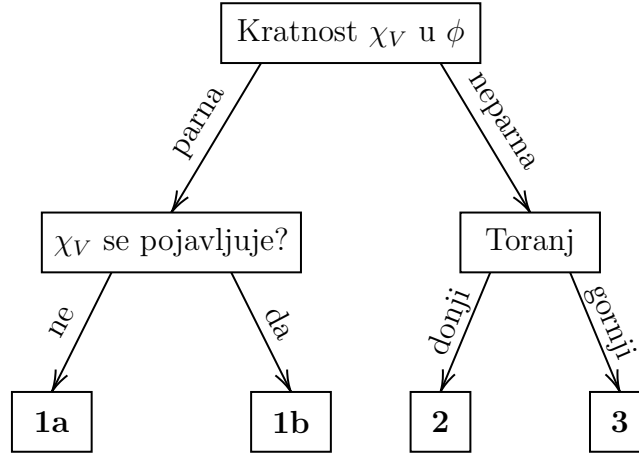 Kratnost χ_V u ϕ
parna
neparna
χ_V se pojavljuje?
Toranj
ne
da
donji
gornji
1a
1b
2
3